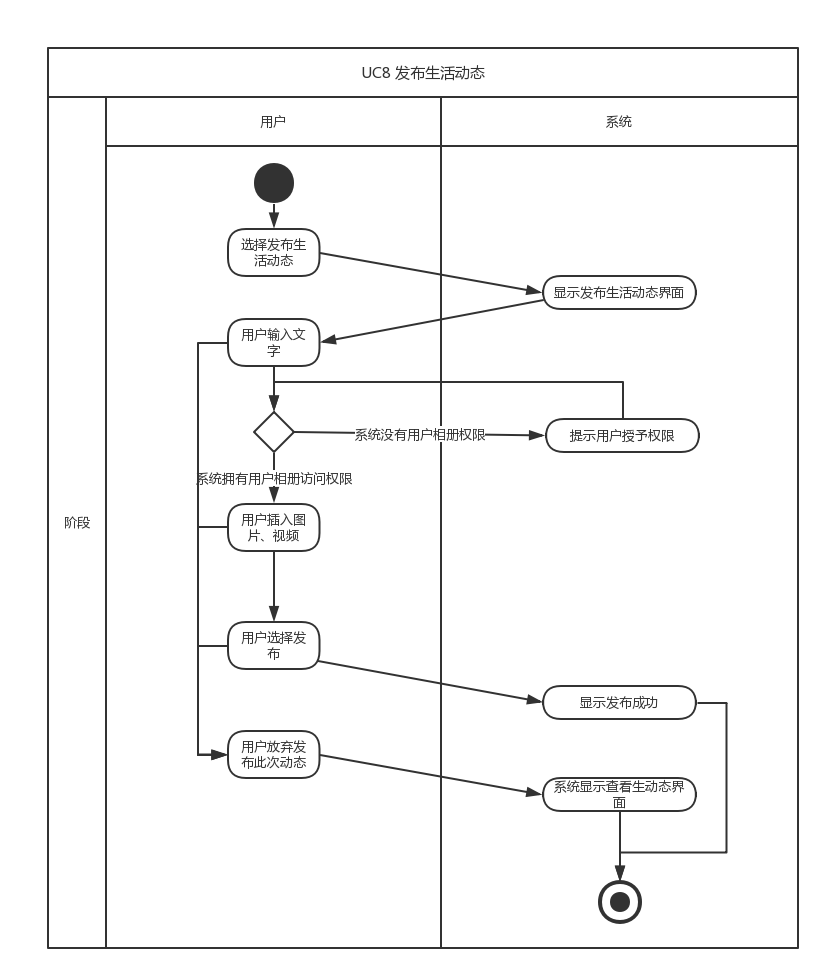 UC8 发布生活动态
用户
系统
选择发布生
活动态
显示发布生活动态界面
用户输入文
字
系统没有用户相册权限
提示用户授予权限
系统拥有用户相册访问权限
阶段
用户插入图
片、视频
用户选择发
布
显示发布成功
用户放弃发
布此次动态
系统显示查看生动态界
面